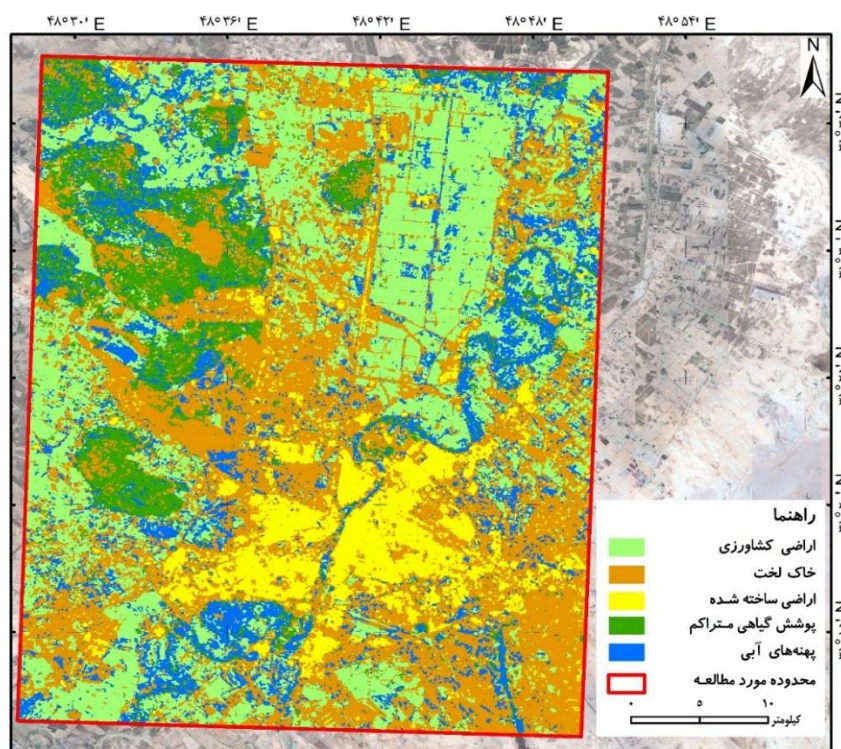 ۴۸°۳۰' E ۴۸°۳۶' E ۴۸°۴۲' E ۴۸°۴۸' E ۴۸°۵۴' E
N
راهنما
اراضی کشاورزی
خاک لخت
اراضی ساخته شده
پوشش گیاهی متراکم
پهنه‌های آبی
محدوده مورد مطالعه
۰ ۵ ۱۰
کیلومتر